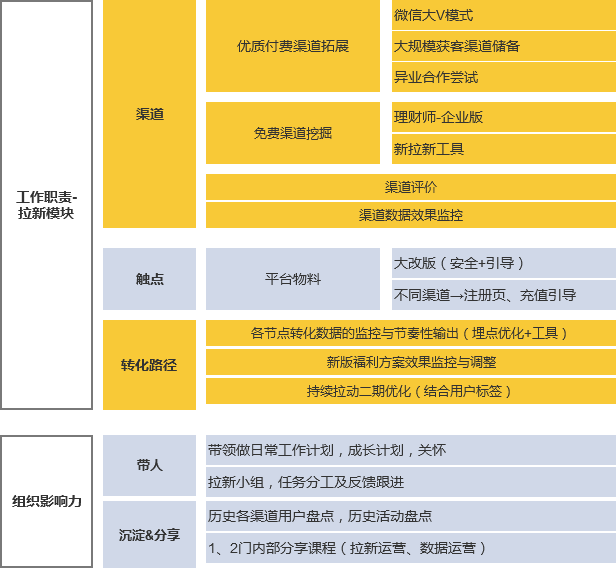 工作职责-
拉新模块
渠道
优质付费渠道拓展
微信大V模式
大规模获客渠道储备
异业合作尝试
免费渠道挖掘
理财师-企业版
新拉新工具
渠道评价
渠道数据效果监控
触点
平台物料
大改版（安全+引导）
不同渠道→注册页、充值引导
转化路径
各节点转化数据的监控与节奏性输出（埋点优化+工具）
新版福利方案效果监控与调整
持续拉动二期优化（结合用户标签）
组织影响力
带人
带领做日常工作计划，成长计划，关怀
拉新小组，任务分工及反馈跟进
沉淀&分享
历史各渠道用户盘点，历史活动盘点
1、2门内部分享课程（拉新运营、数据运营）